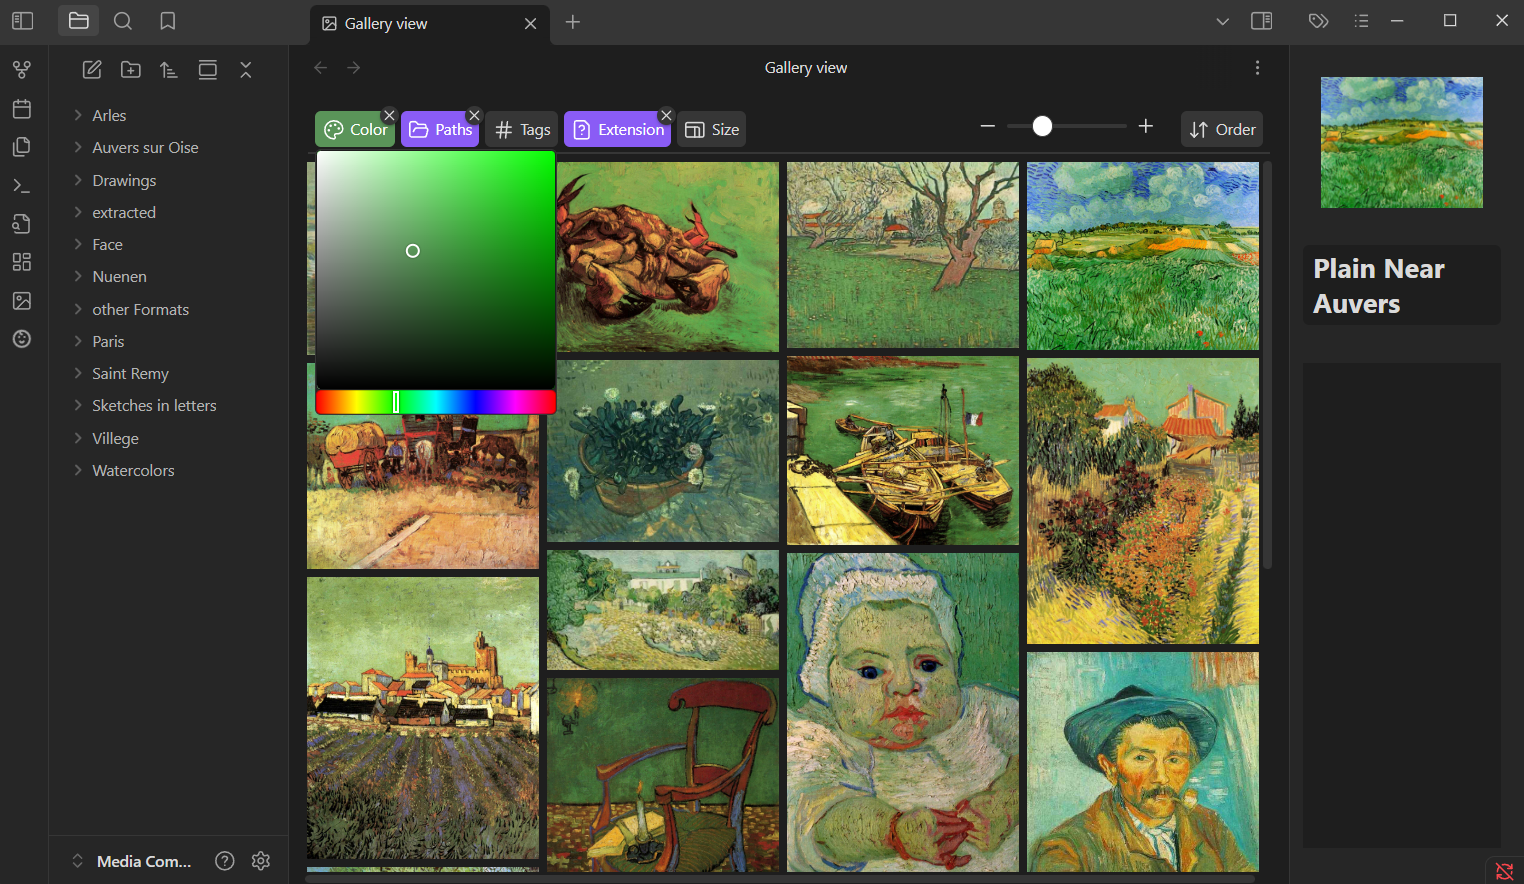 Gallery view
Gallery view
Arles
Auvers sur Oise
Drawings
extracted
Face
Nuenen
other Formats
Paris
Saint Remy
Sketches in letters
Villege
Watercolors
Media Com...
Color
Paths
Tags
Extension
Size
Order
Plain Near
Auvers